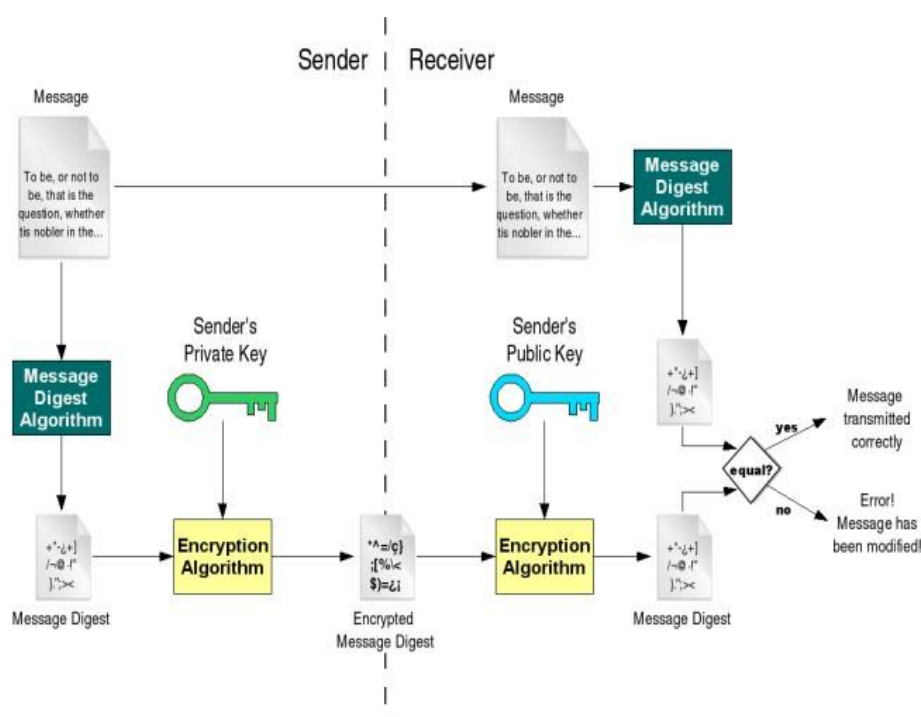 Sender
Receiver
Message
Message
To be, or not to
be, that is the
question, whether
tis nobler in the...
To be, or not to
be, that is the
question, whether
tis nobler in the...
Message
Digest
Algorithm
Sender's
Private Key
Sender's
Public Key
Message
Digest
Algorithm
+*-¿+]
/¬@-!"
}.";><
Message
transmitted
correctly
yes
equal?
no
Error!
Message has
been modified!
+*-¿+]
/¬@-!"
}.";><
Encryption
Algorithm
*^=/ç}
;[%\<
$)=¿¡
Encryption
Algorithm
+*-¿+]
/¬@-!"
}.";><
Message Digest
Encrypted
Message Digest
Message Digest